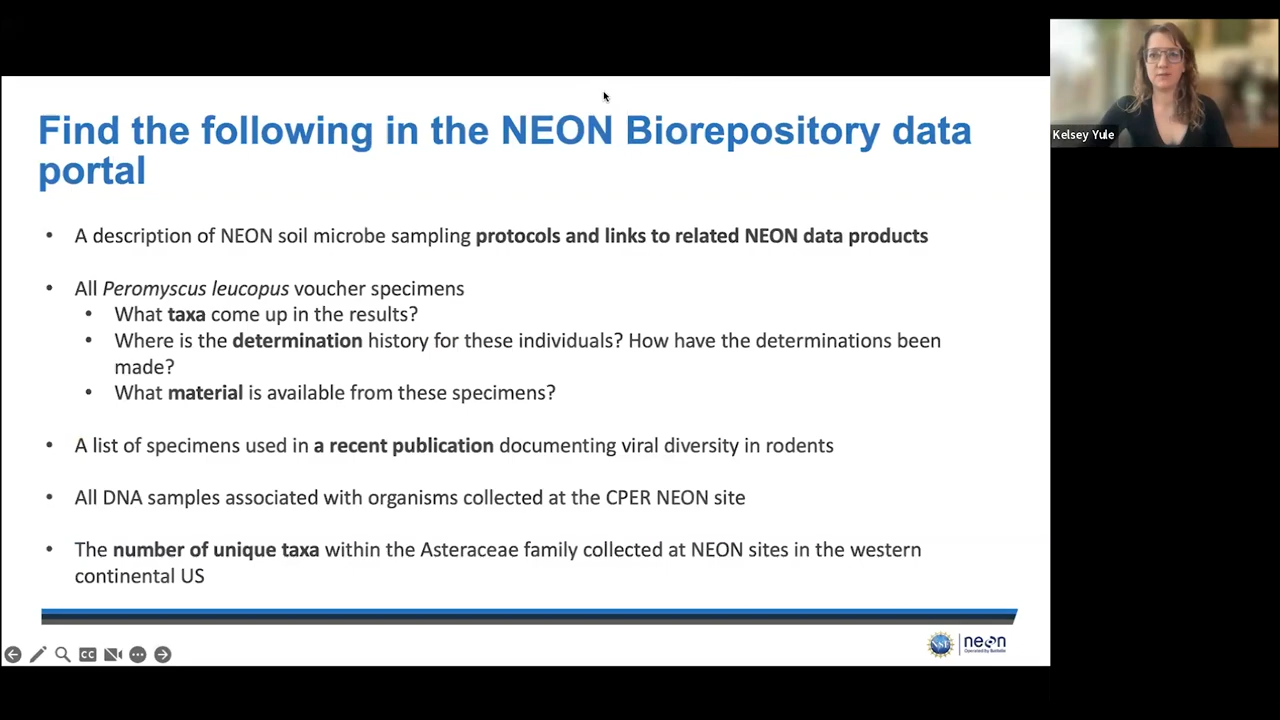 Find the following in the NEON Biorepository data
portal
• A description of NEON soil microbe sampling protocols and links to related NEON data products
• All Peromyscus leucopus voucher specimens
• What taxa come up in the results?
• Where is the determination history for these individuals? How have the determinations been
made?
• What material is available from these specimens?
• A list of specimens used in a recent publication documenting viral diversity in rodents
• All DNA samples associated with organisms collected at the CPER NEON site
• The number of unique taxa within the Asteraceae family collected at NEON sites in the western
continental US
CC
NSF
neon
Operated by Battelle
Kelsey Yule